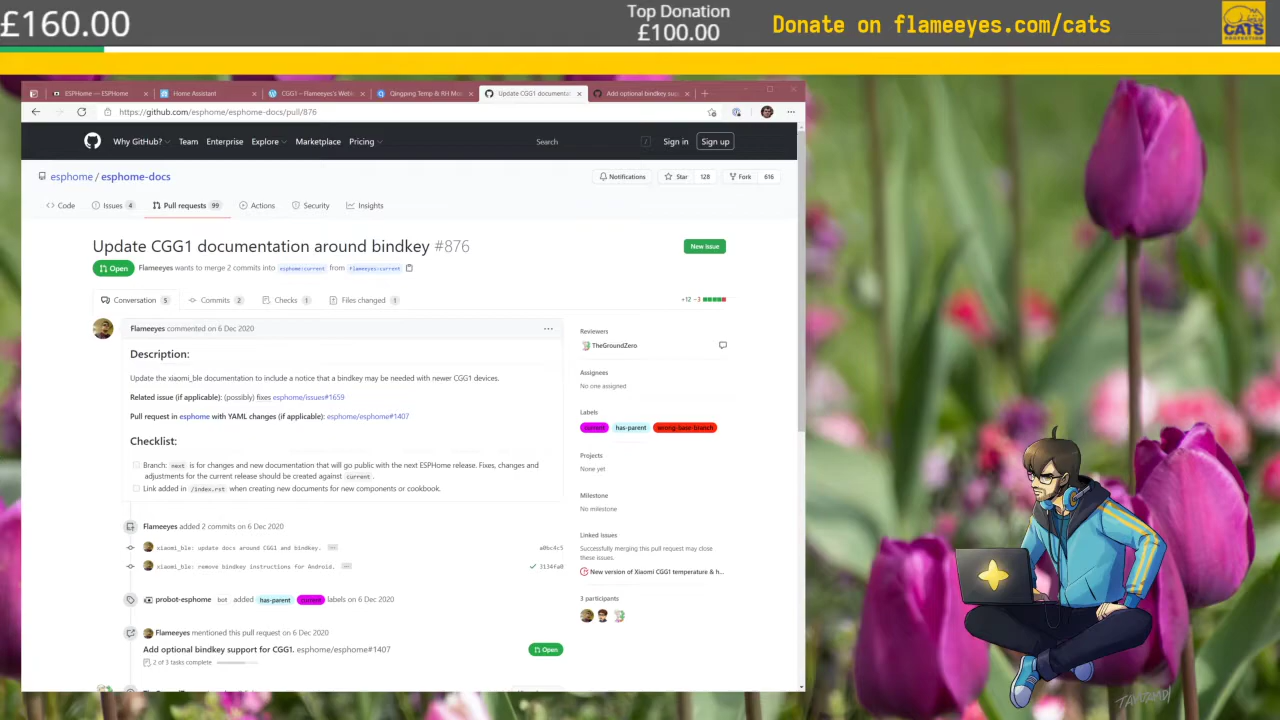 £160.00
Top Donation
£100.00
Donate on flameeyes.com/cats
CATS
PROTECTION
ESPHome — ESPHome
Home Assistant
CGG1 – Flameeyes's Webl
Qingping Temp & RH M
Update CGG1 documenta
Add optional bindkey sup
https://github.com/esphome/esphome-docs/pull/876
Why GitHub?
Team
Enterprise
Explore
Marketplace
Pricing
Search
/
Sign in
Sign up
esphome / esphome-docs
Notifications
Star 128
Fork 616
Code
Issues 4
Pull requests 99
Actions
Security
Insights
Update CGG1 documentation around bindkey #876
New issue
Open
Flameeyes wants to merge 2 commits into esphome:current from flameeyes:current
Conversation 5
Commits 2
Checks 1
Files changed 1
+12 −3
Flameeyes commented on 6 Dec 2020
Description:
Update the xiaomi_ble documentation to include a notice that a bindkey may be needed with newer CGG1 devices.
Related issue (if applicable): (possibly) fixes esphome/issues#1659
Pull request in esphome with YAML changes (if applicable): esphome/esphome#1407
Checklist:
Branch: next is for changes and new documentation that will go public with the next ESPHome release. Fixes, changes and
adjustments for the current release should be created against current.
Link added in /index.rst when creating new documents for new components or cookbook.
Flameeyes added 2 commits on 6 Dec 2020
xiaomi_ble: update docs around CGG1 and bindkey.
a06c4c5
xiaomi_ble: remove bindkey instructions for Android.
3134fa0
probot-esphome bot added has-parent current labels on 6 Dec 2020
Flameeyes mentioned this pull request on 6 Dec 2020
Add optional bindkey support for CGG1. esphome/esphome#1407
Open
2 of 3 tasks complete
Reviewers
TheGroundZero
Assignees
No one assigned
Labels
current
has-parent
wrong-base-branch
Projects
None yet
Milestone
No milestone
Linked issues
Successfully merging this pull request may close
these issues.
New version of Xiaomi CGG1 temperature & h...
3 participants